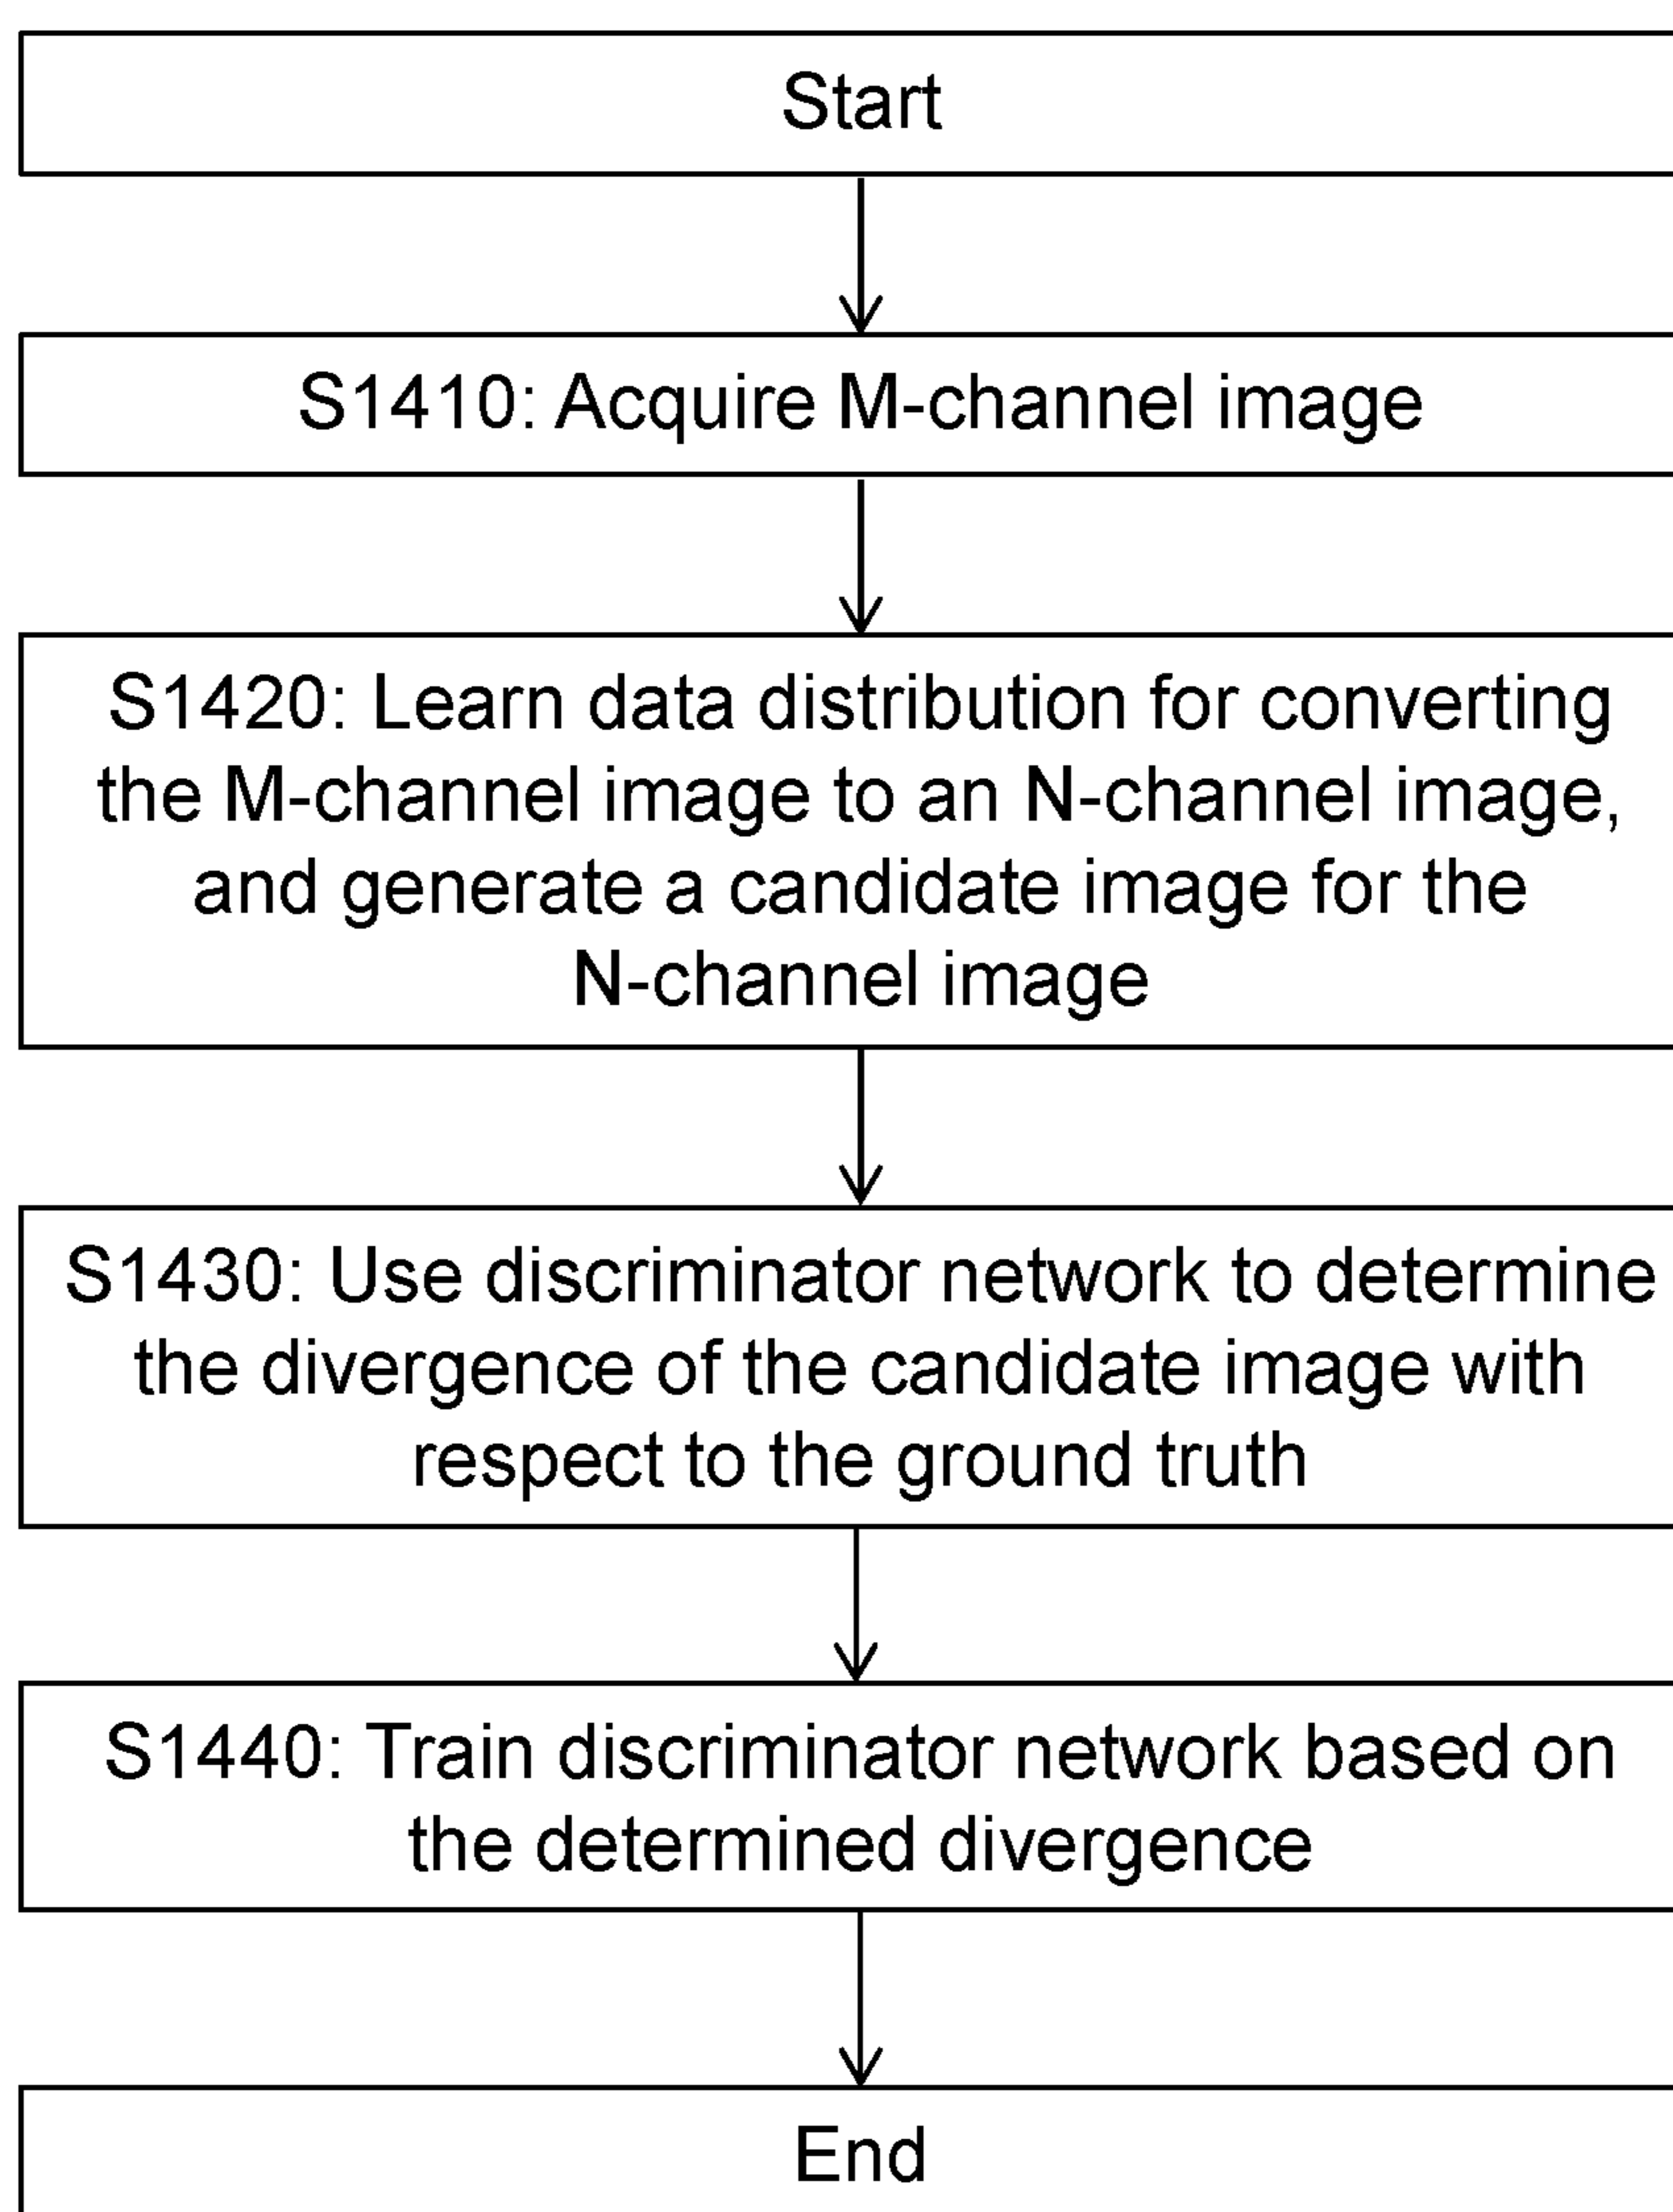 Start
S1410: Acquire M-channel image
S1420: Learn data distribution for converting
the M-channel image to an N-channel image,
and generate a candidate image for the
N-channel image
S1430: Use discriminator network to determine
the divergence of the candidate image with
respect to the ground truth
S1440: Train discriminator network based on
the determined divergence
End